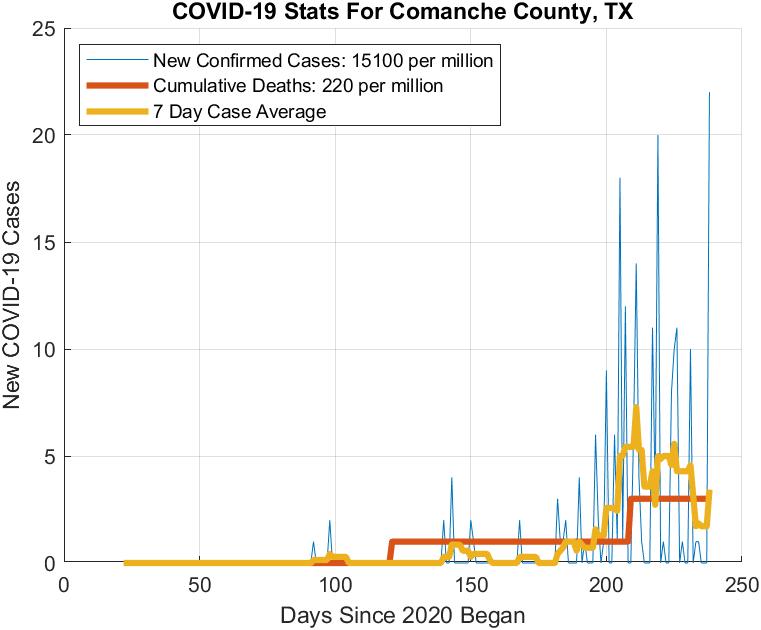 COVID-19 Stats For Comanche County, TX
25
New Confirmed Cases: 15100 per million
Cumulative Deaths: 220 per million
7 Day Case Average
20
15
10
5
0
New COVID-19 Cases
0 50 100 150 200 250
Days Since 2020 Began